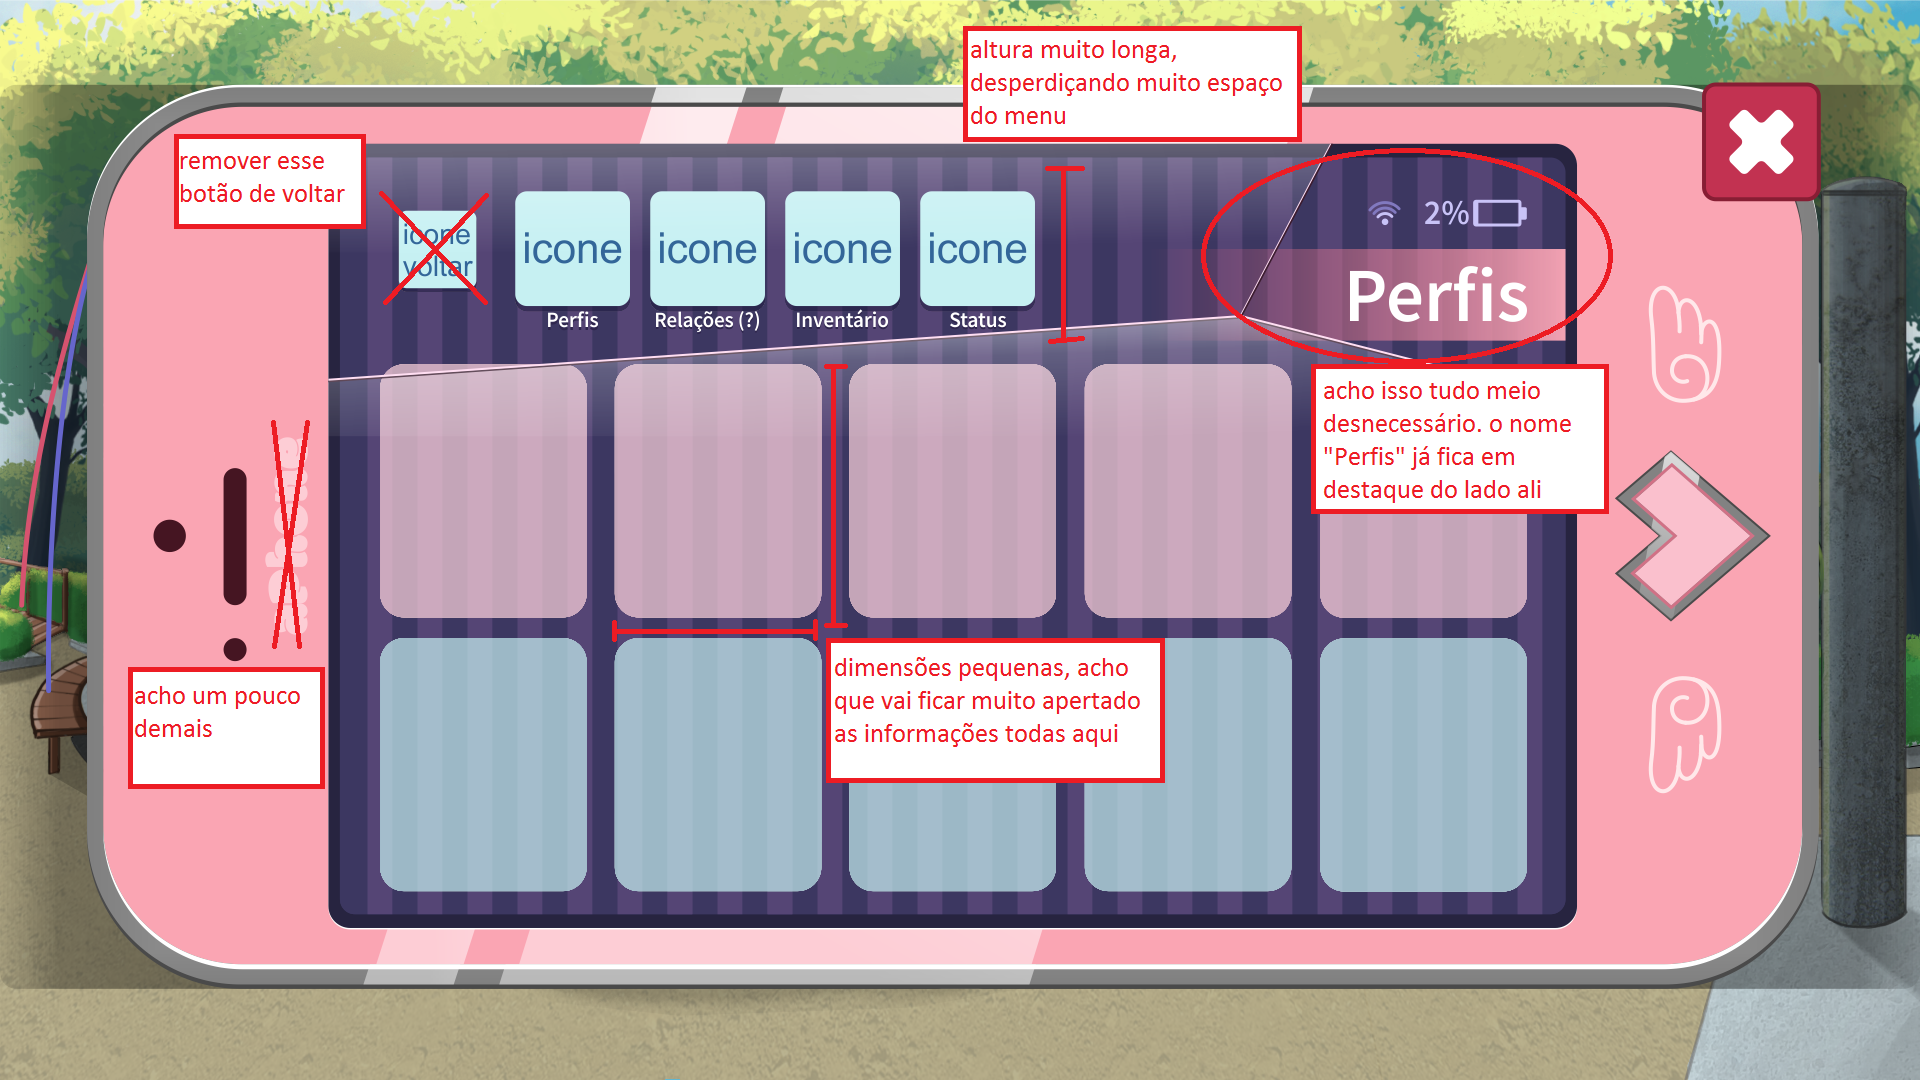 altura muito longa,
desperdiçando muito espaço
do menu
remover esse
botão de voltar
icone
voltar
icone
icone
icone
icone
Perfis
Relações (?)
Inventário
Status
2%
Perfis
acho isso tudo meio
desnecessário. o nome
"Perfis" já fica em
destaque do lado ali
acho um pouco
demais
dimensões pequenas, acho
que vai ficar muito apertado
as informações todas aqui